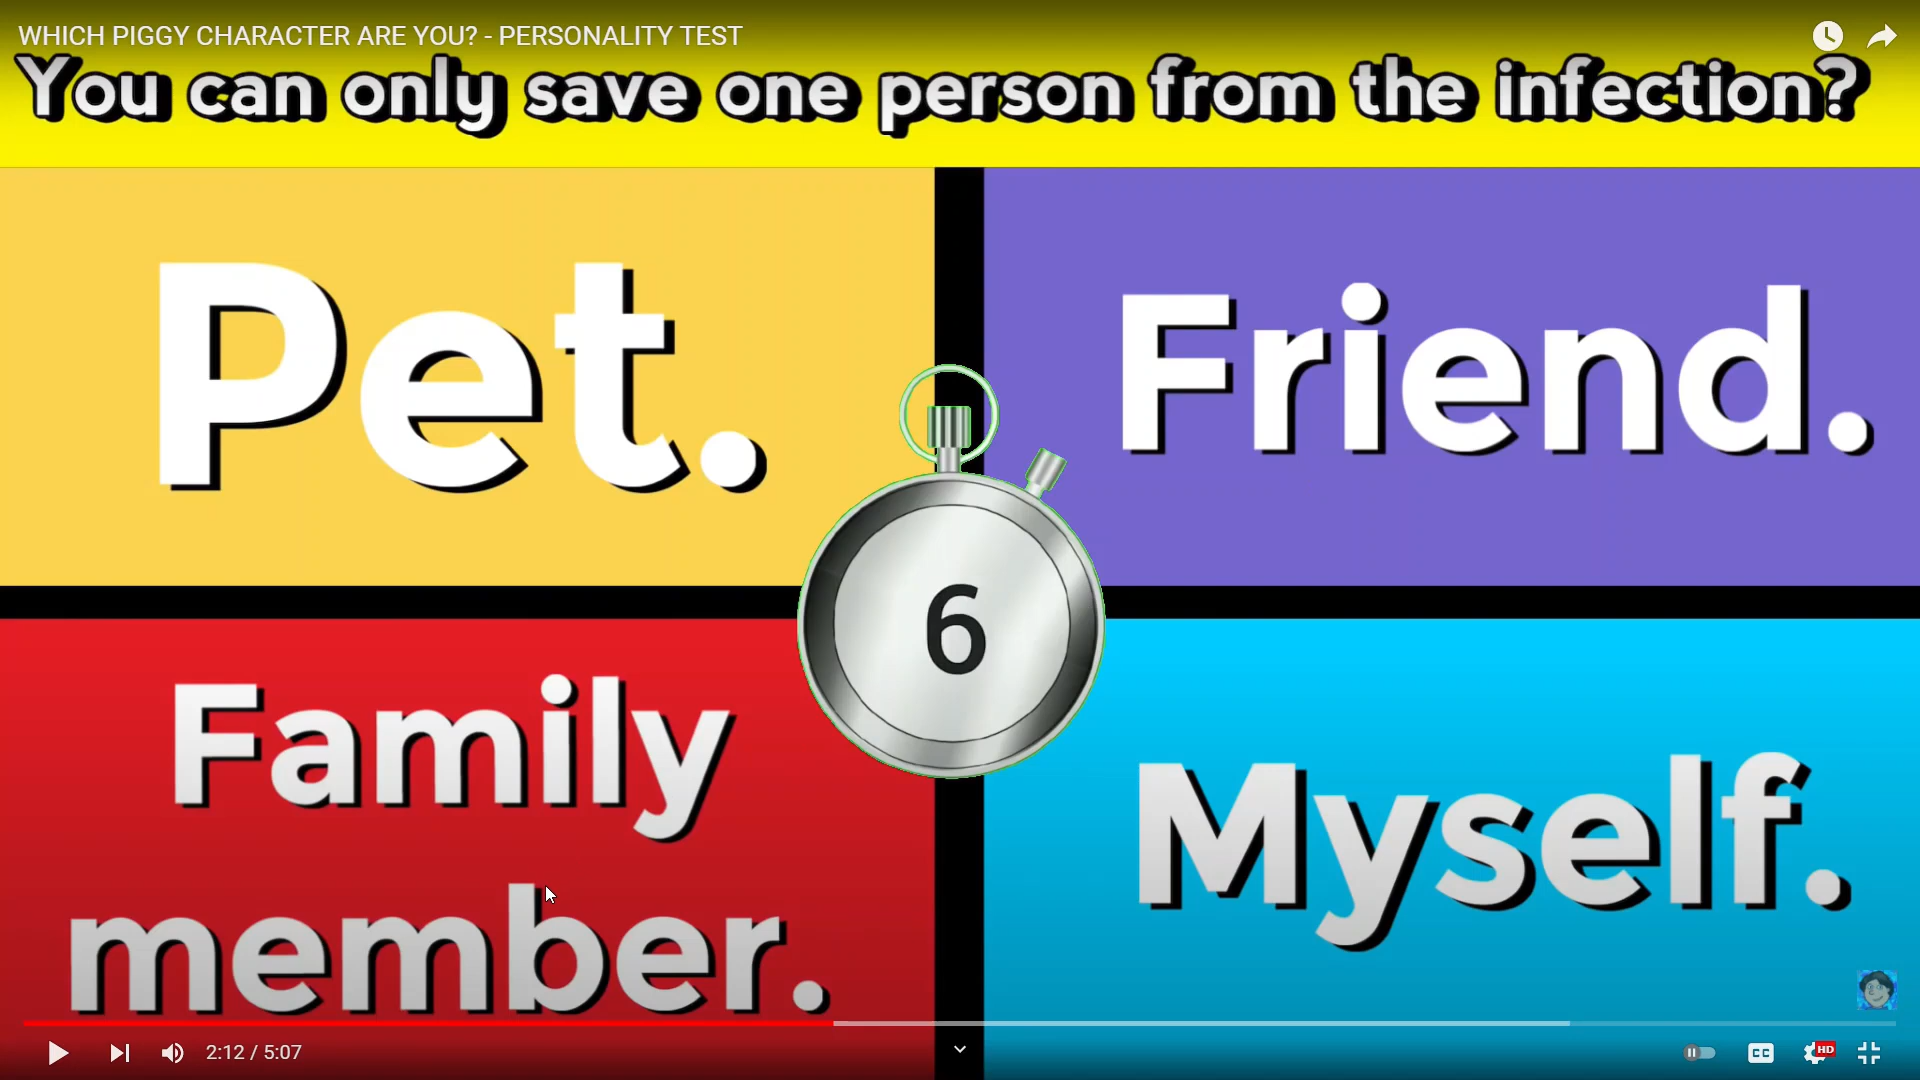 WHICH PIGGY CHARACTER ARE YOU? - PERSONALITY TEST
You can only save one person from the infection?
Pet.
Friend.
6
Family
member.
Myself.
2:12 / 5:07
CC
HD